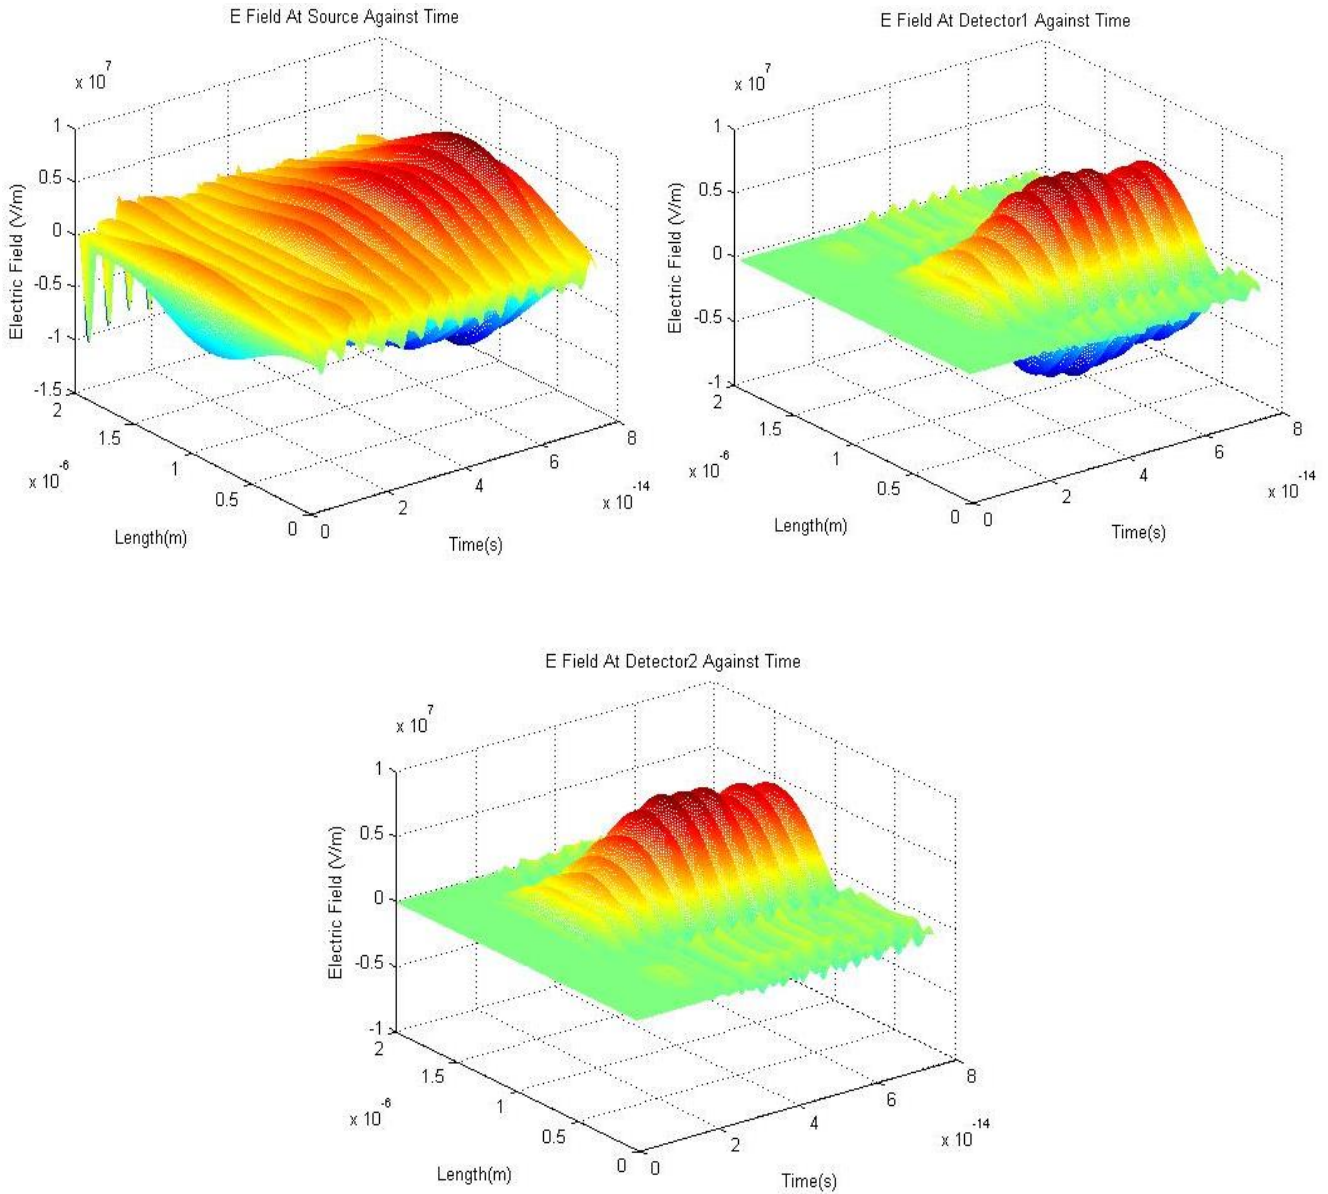 E Field At Source Against Time
x 10^7
1
0.5
0
-0.5
-1
-1.5
Electric Field (V/m)
2
1.5
1
0.5
0
x 10^-6
Length(m)
0
2
4
6
8
x 10^-14
Time(s)
E Field At Detector1 Against Time
x 10^7
1
0.5
0
-0.5
-1
Electric Field (V/m)
2
1.5
1
0.5
0
x 10^-6
Length(m)
0
2
4
6
8
x 10^-14
Time(s)
E Field At Detector2 Against Time
x 10^7
1
0.5
0
-0.5
-1
Electric Field (V/m)
2
1.5
1
0.5
0
x 10^-6
Length(m)
0
2
4
6
8
x 10^-14
Time(s)